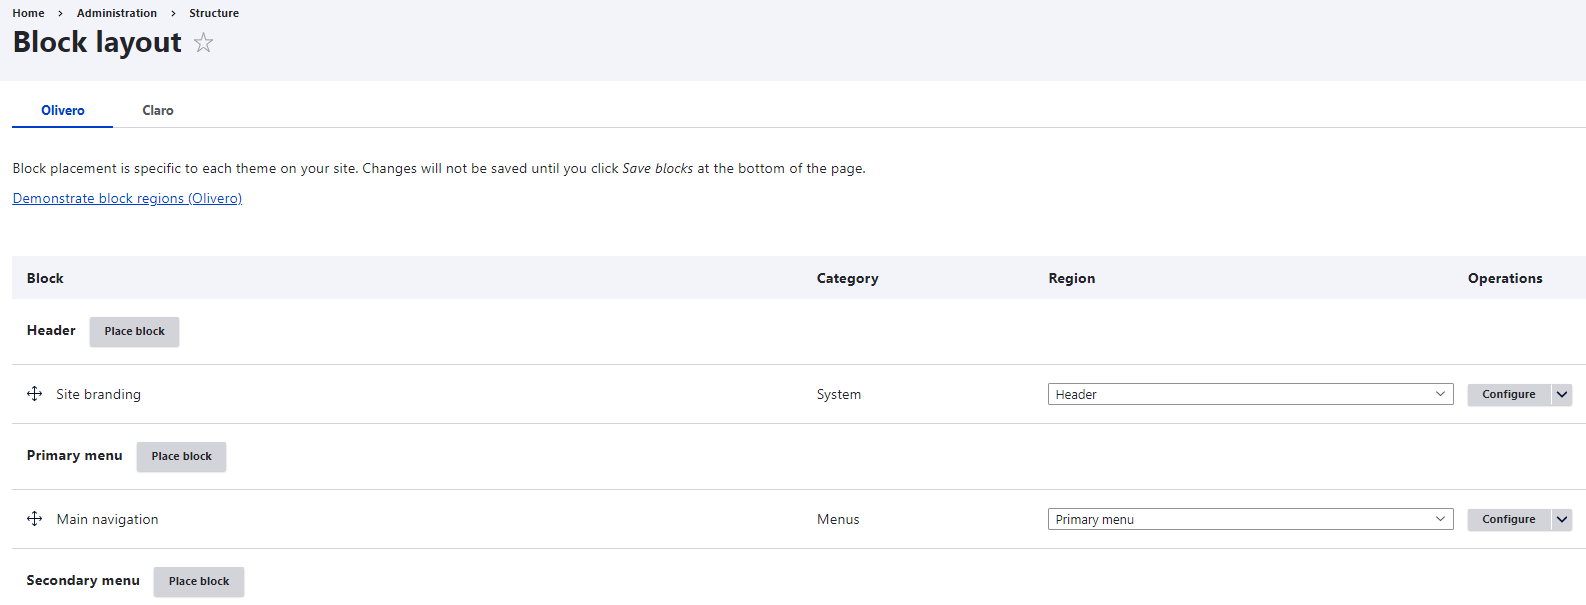 Home > Administration > Structure
Block layout
Olivero Claro
Block placement is specific to each theme on your site. Changes will not be saved until you click Save blocks at the bottom of the page.
Demonstrate block regions (Olivero)
Block Category Region Operations
Header Place block
Site branding System Header Configure
Primary menu Place block
Main navigation Menus Primary menu Configure
Secondary menu Place block